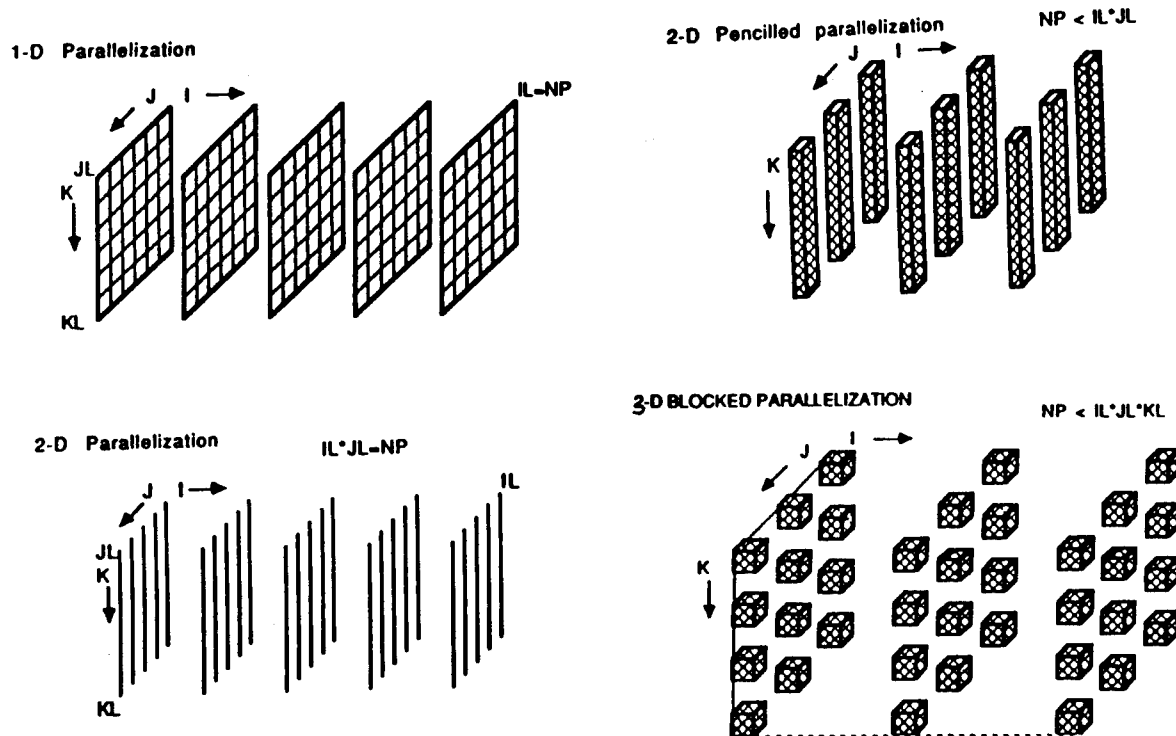 1-D Parallelization
J I
IL=NP
JL
K
KL
2-D Pencilled parallelization
NP < IL*JL
J I
K
2-D Parallelization
IL*JL=NP
J I
IL
JL
K
KL
3-D BLOCKED PARALLELIZATION
NP < IL*JL*KL
J I
K